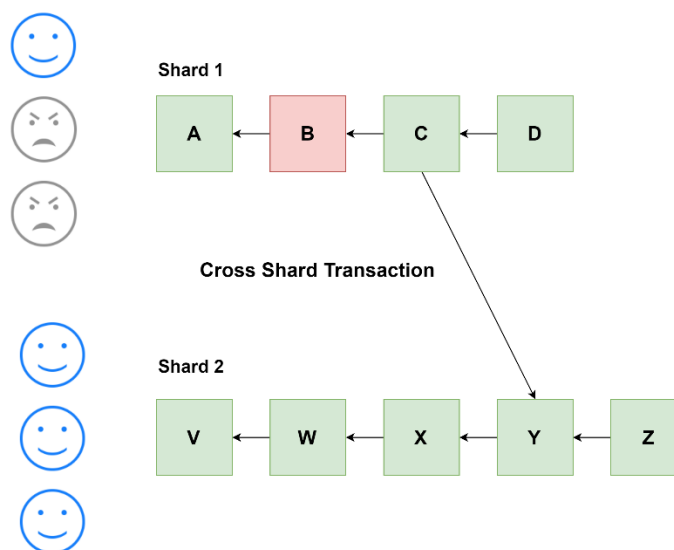 Shard 1
A B C D
Cross Shard Transaction
Shard 2
V W X Y Z